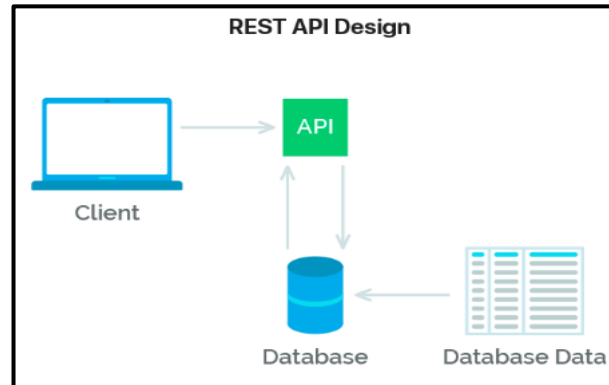 REST API Design
API
Client
Database
Database Data